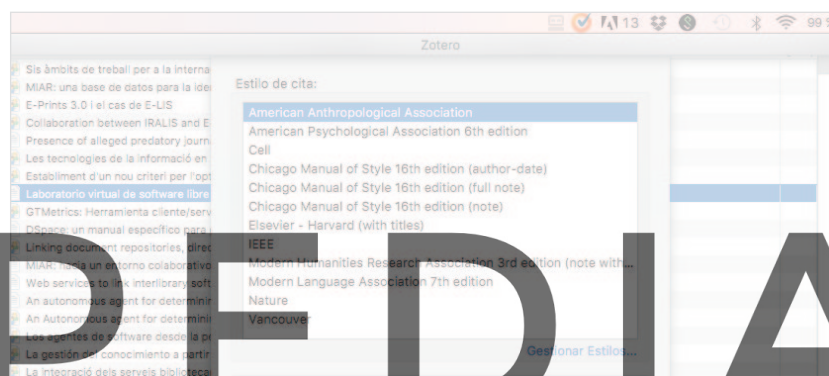 13 99
Zotero
Sis àmbits de treball per a la interna
MIAR: una base de datos para la ide
E-Prints 3.0 i el cas de E-LIS
Collaboration between IRALIS and E
Presence of alleged predatory journ
Les tecnologies de la informació en
Establiment d'un nou criteri per l'opt
Laboratorio virtual de software libre
GTMetrics: Herramienta cliente/serv
DSpace: un manual específico para
Linking document repositories, direc
MIAR: hacia un entorno colaborativo
Web services to link interlibrary soft
An autonomous agent for determinin
An Autonomous agent for determinin
Los agentes de software desde la pe
La gestión del conocimiento a partir
La integració dels serveis bibliotecar
Estilo de cita:
American Anthropological Association
American Psychological Association 6th edition
Cell
Chicago Manual of Style 16th edition (author-date)
Chicago Manual of Style 16th edition (full note)
Chicago Manual of Style 16th edition (note)
Elsevier - Harvard (with titles)
IEEE
Modern Humanities Research Association 3rd edition (note with...
Modern Language Association 7th edition
Nature
Vancouver
Gestionar Estilos...
PEDIA